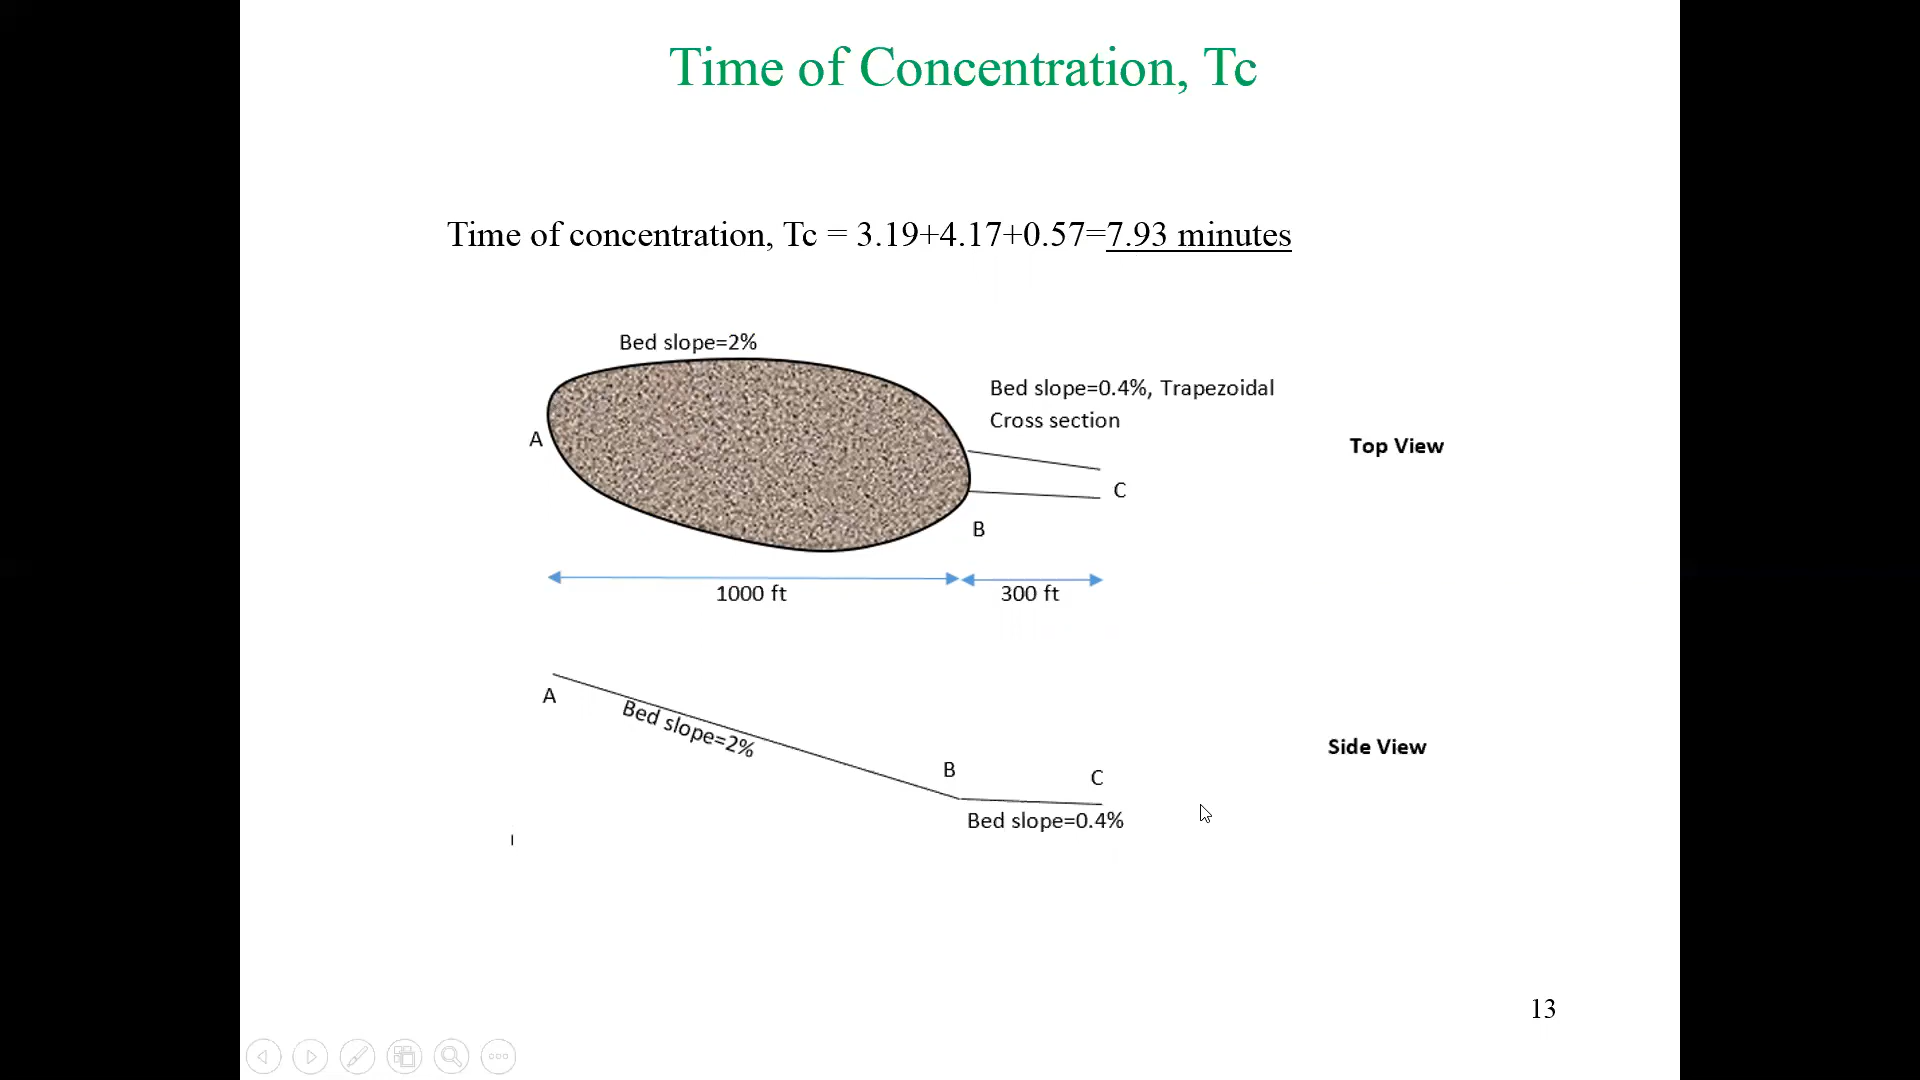 Time of Concentration, Tc
Time of concentration, Tc = 3.19+4.17+0.57=7.93 minutes
Bed slope=2%
Bed slope=0.4%, Trapezoidal
Cross section
A
Top View
C
B
1000 ft
300 ft
A
Bed slope=2%
Side View
B
C
Bed slope=0.4%
13